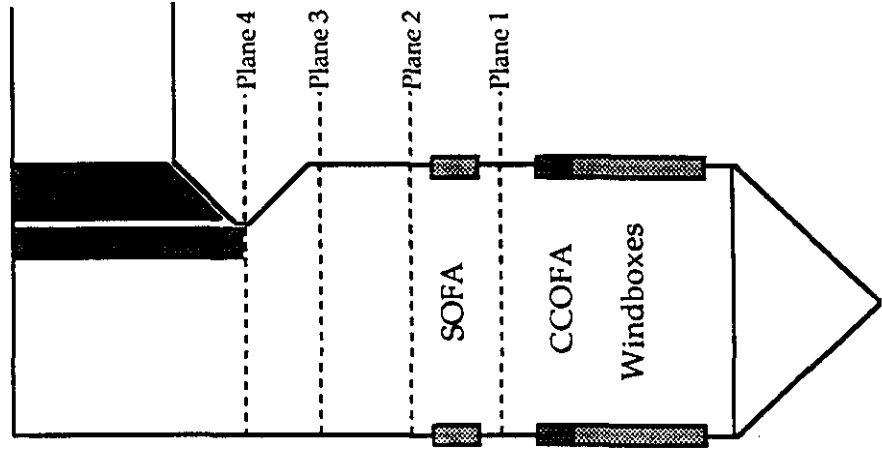 Plane 4
Plane 3
Plane 2
Plane 1
SOFA
CCOFA
Windboxes